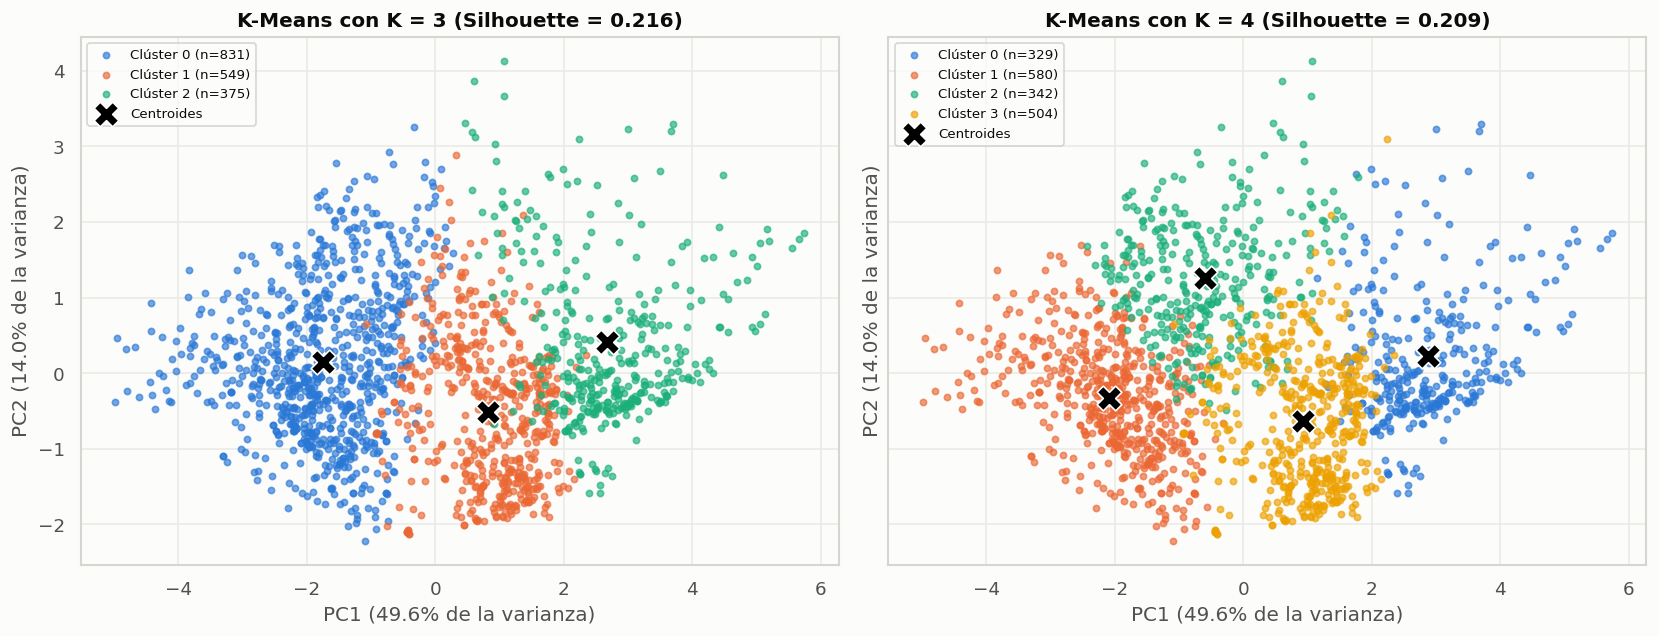 K-Means con K = 3 (Silhouette = 0.216)
Clúster 0 (n=831)
Clúster 1 (n=549)
Clúster 2 (n=375)
Centroides
4
3
2
1
0
−1
−2
PC2 (14.0% de la varianza)
−4
−2
0
2
4
6
PC1 (49.6% de la varianza)
K-Means con K = 4 (Silhouette = 0.209)
Clúster 0 (n=329)
Clúster 1 (n=580)
Clúster 2 (n=342)
Clúster 3 (n=504)
Centroides
PC2 (14.0% de la varianza)
−4
−2
0
2
4
6
PC1 (49.6% de la varianza)